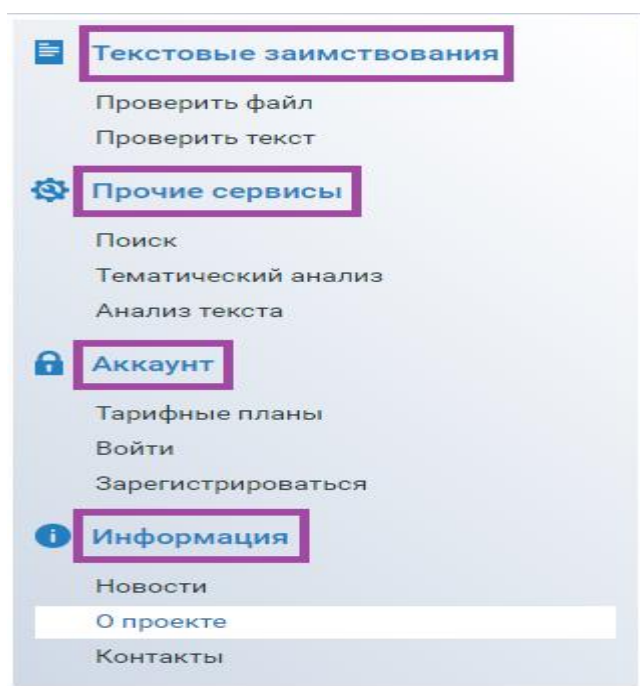 Текстовые заимствования
Проверить файл
Проверить текст
Прочие сервисы
Поиск
Тематический анализ
Анализ текста
Аккаунт
Тарифные планы
Войти
Зарегистрироваться
Информация
Новости
О проекте
Контакты